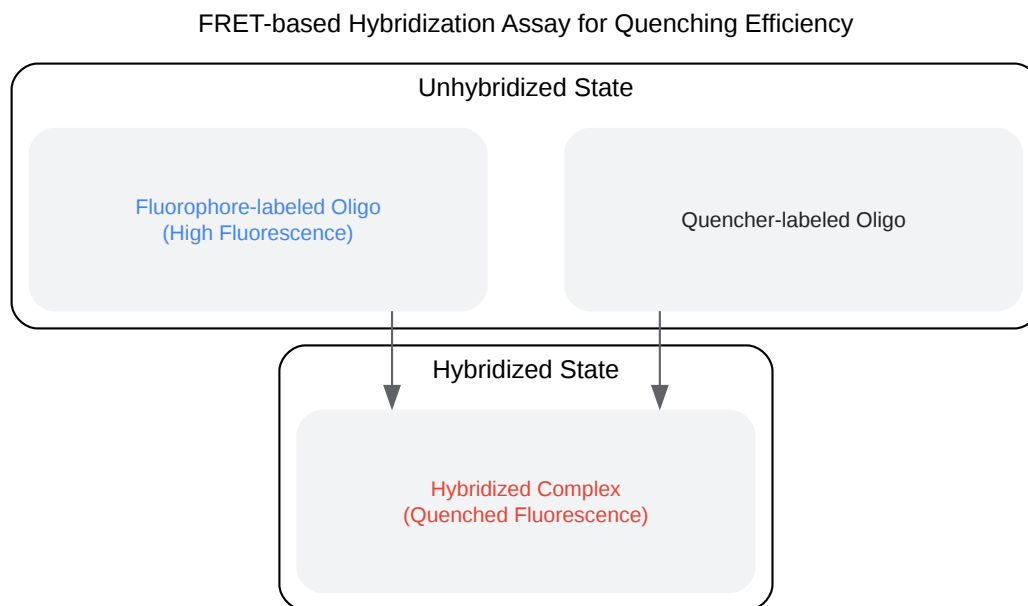 FRET-based Hybridization Assay for Quenching Efficiency
Unhybridized State
Fluorophore-labeled Oligo
(High Fluorescence)
Quencher-labeled Oligo
Hybridized State
Hybridized Complex
(Quenched Fluorescence)